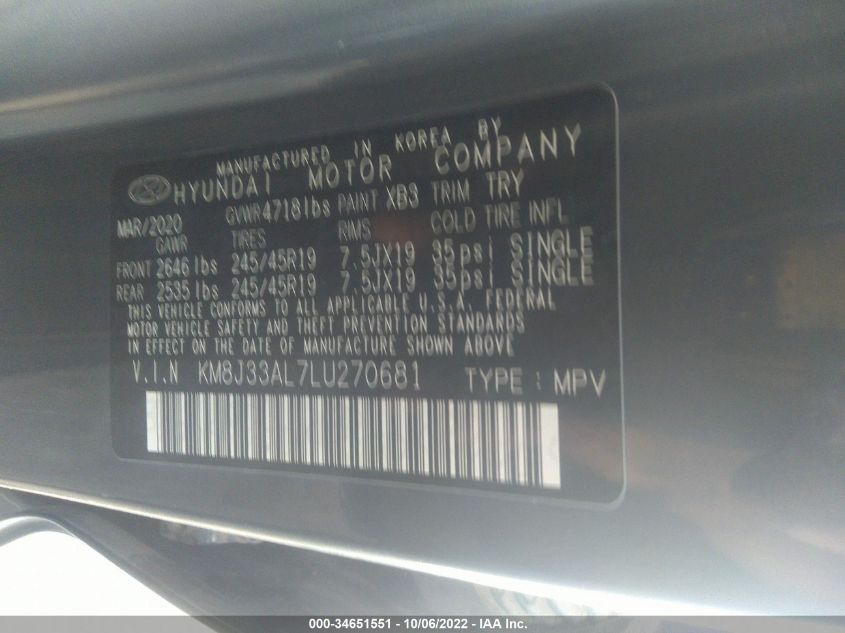 MANUFACTURED IN KOREA BY
HYUNDAI MOTOR COMPANY
MAR/2020 GVWR4718lbs PAINT XB3 TRIM TRY
GAWR TIRES RIMS COLD TIRE INFL
FRONT 2646 lbs 245/45R19 7.5JX19 35psi SINGLE
REAR 2535 lbs 245/45R19 7.5JX19 35psi SINGLE
THIS VEHICLE CONFORMS TO ALL APPLICABLE U.S.A. FEDERAL
MOTOR VEHICLE SAFETY AND THEFT PREVENTION STANDARDS
IN EFFECT ON THE DATE OF MANUFACTURE SHOWN ABOVE
V.I.N KM8J33AL7LU270681 TYPE : MPV
000-34651551 - 10/06/2022 - IAA Inc.